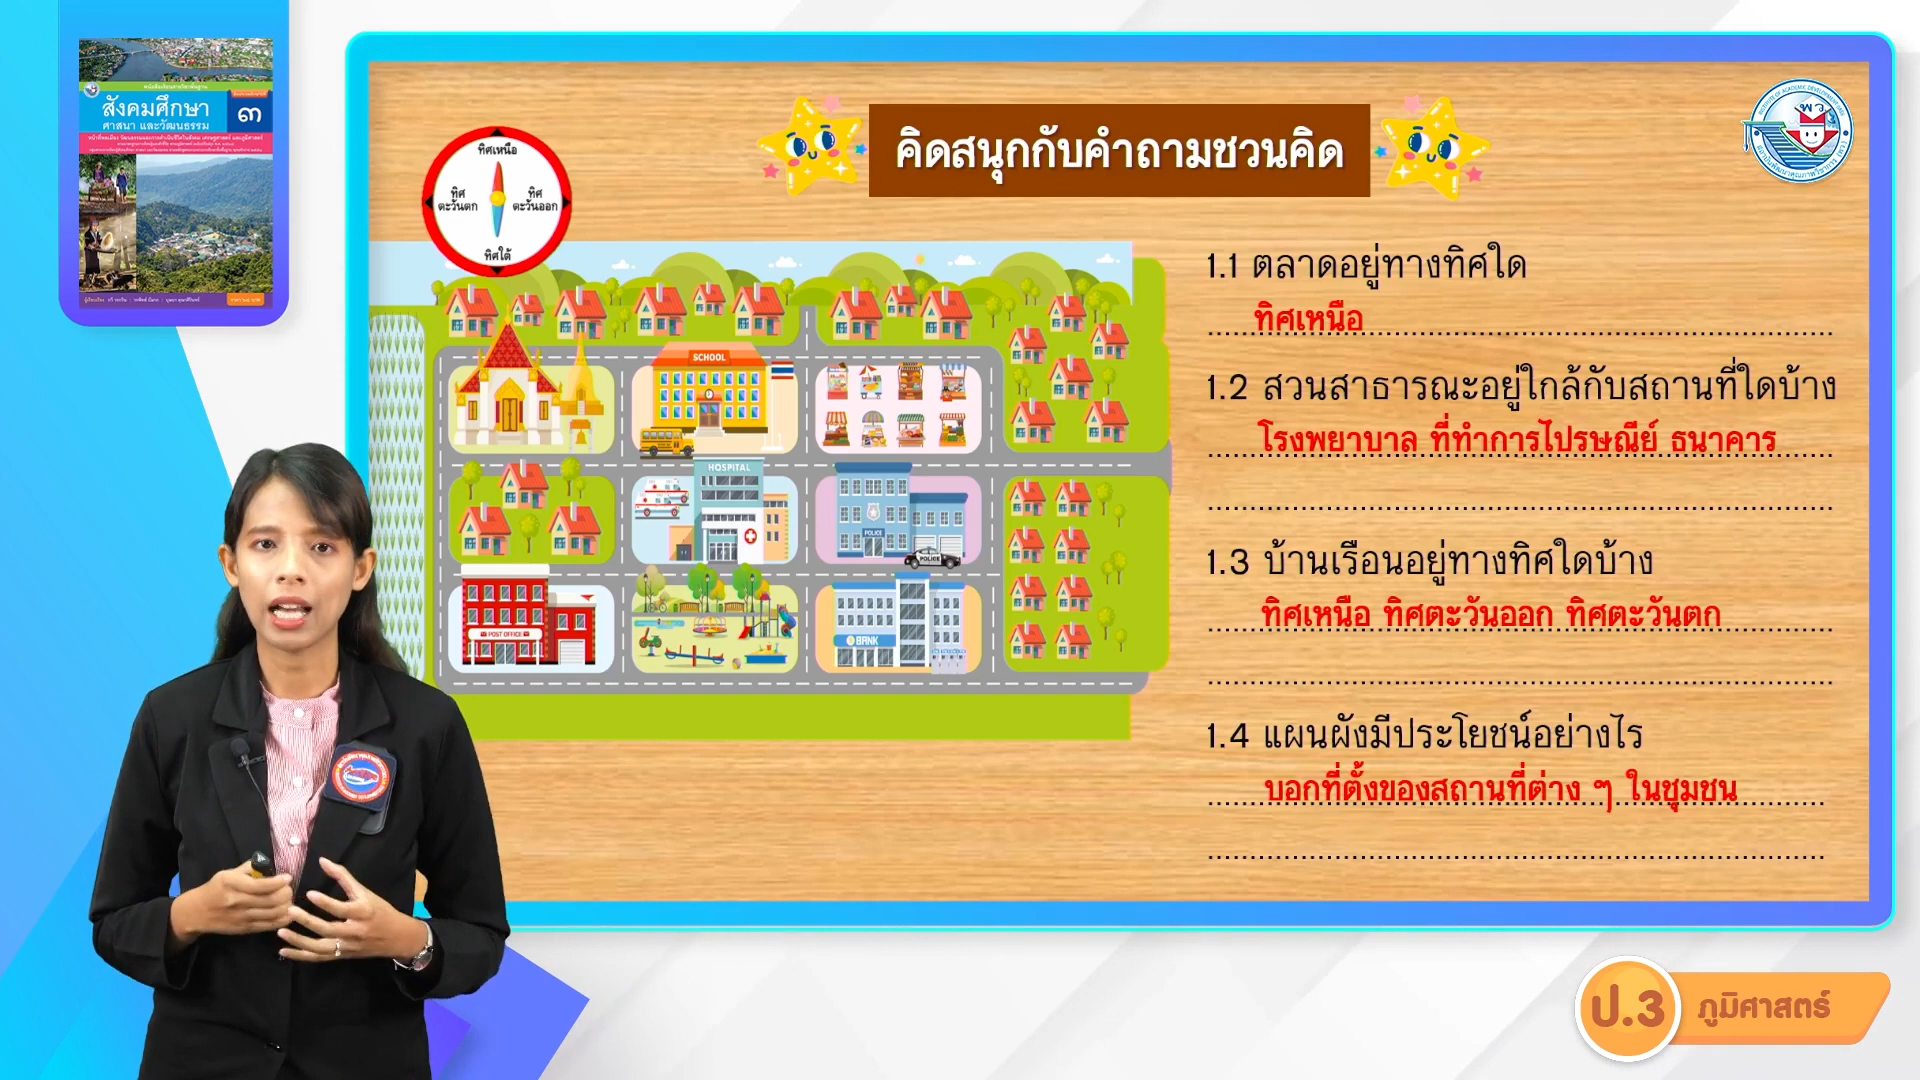 สังคมศึกษา
ศาสนา และวัฒนธรรม
๓
คิดสนุกกับคำถามชวนคิด
ทิศเหนือ
ทิศตะวันตก
ทิศตะวันออก
ทิศใต้
SCHOOL
HOSPITAL
POLICE
POLICE
POST OFFICE
BANK
1.1 ตลาดอยู่ทางทิศใด
ทิศเหนือ
1.2 สวนสาธารณะอยู่ใกล้กับสถานที่ใดบ้าง
โรงพยาบาล ที่ทำการไปรษณีย์ ธนาคาร
1.3 บ้านเรือนอยู่ทางทิศใดบ้าง
ทิศเหนือ ทิศตะวันออก ทิศตะวันตก
1.4 แผนผังมีประโยชน์อย่างไร
บอกที่ตั้งของสถานที่ต่าง ๆ ในชุมชน
พว
ป.3
ภูมิศาสตร์